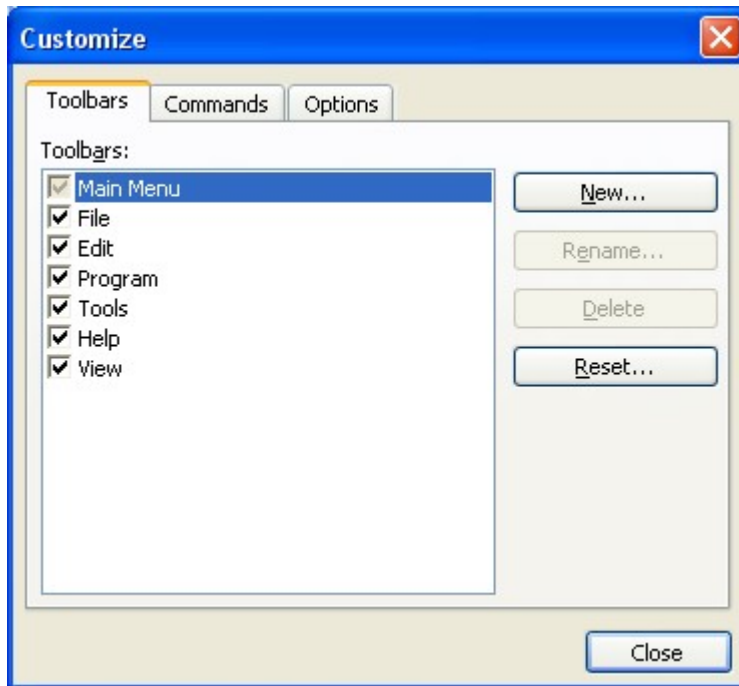 Customize
Toolbars Commands Options
Toolbars:
Main Menu
File
Edit
Program
Tools
Help
View
New...
Rename...
Delete
Reset...
Close